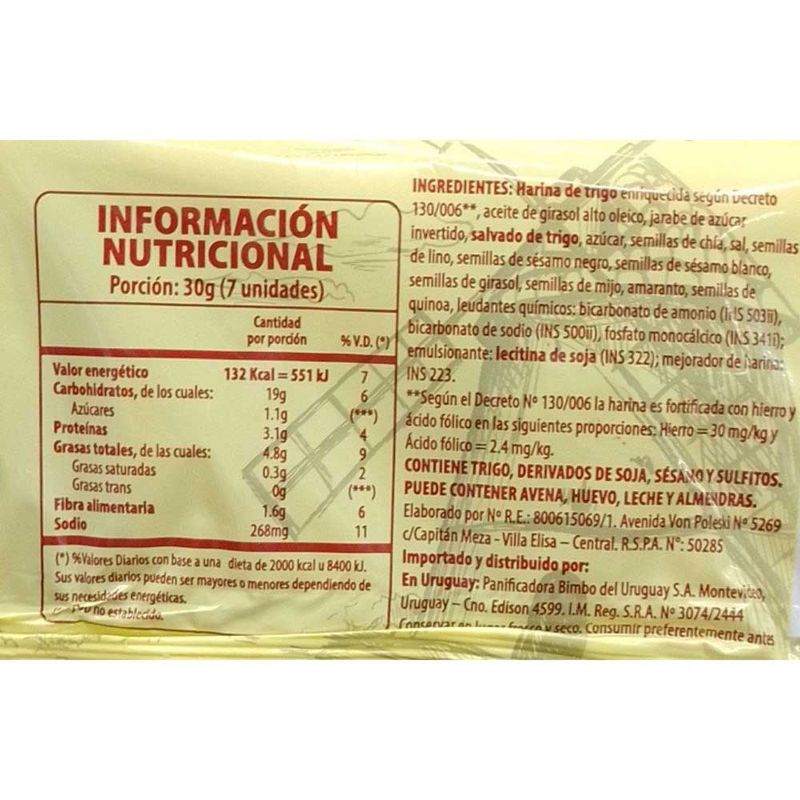 INFORMACIÓN
NUTRICIONAL
Porción: 30g (7 unidades)
Cantidad
por porción % V.D. (*)
Valor energético 132 Kcal = 551 kJ 7
Carbohidratos, de los cuales: 19g 6
Azúcares 1.1g (***)
Proteínas 3.1g 4
Grasas totales, de las cuales: 4.8g 9
Grasas saturadas 0.3g 2
Grasas trans 0g (***)
Fibra alimentaria 1.6g 6
Sodio 268mg 11
(*) %Valores Diarios con base a una dieta de 2000 kcal u 8400 kJ.
Sus valores diarios pueden ser mayores o menores dependiendo de
sus necesidades energéticas.
no establecido.
INGREDIENTES: Harina de trigo enriquecida según Decreto
130/006**, aceite de girasol alto oleico, jarabe de azúcar
invertido, salvado de trigo, azúcar, semillas de chía, sal, semillas
de lino, semillas de sésamo negro, semillas de sésamo blanco,
semillas de girasol, semillas de mijo, amaranto, semillas de
quinoa, leudantes químicos: bicarbonato de amonio (INS 503ii),
bicarbonato de sodio (INS 500ii), fosfato monocálcico (INS 341i);
emulsionante: lecitina de soja (INS 322); mejorador de harina:
INS 223.
**Según el Decreto Nº 130/006 la harina es fortificada con hierro y
ácido fólico en las siguientes proporciones: Hierro = 30 mg/kg y
Ácido fólico = 2.4 mg/kg.
CONTIENE TRIGO, DERIVADOS DE SOJA, SÉSAMO Y SULFITOS.
PUEDE CONTENER AVENA, HUEVO, LECHE Y ALMENDRAS.
Elaborado por Nº R.E.: 800615069/1. Avenida Von Poleski Nº 5269
c/Capitán Meza - Villa Elisa – Central. R.S.P.A. N°: 50285
Importado y distribuido por:
En Uruguay: Panificadora Bimbo del Uruguay S.A. Montevideo,
Uruguay – Cno. Edison 4599. I.M. Reg. S.R.A. Nº 3074/2444
Conservar en lugar fresco y seco. Consumir preferentemente antes